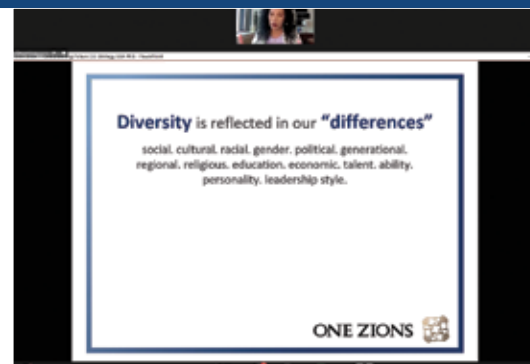 Diversity is reflected in our “differences”
social. cultural. racial. gender. political. generational.
regional. religious. education. economic. talent. ability.
personality. leadership style.
ONE ZIONS